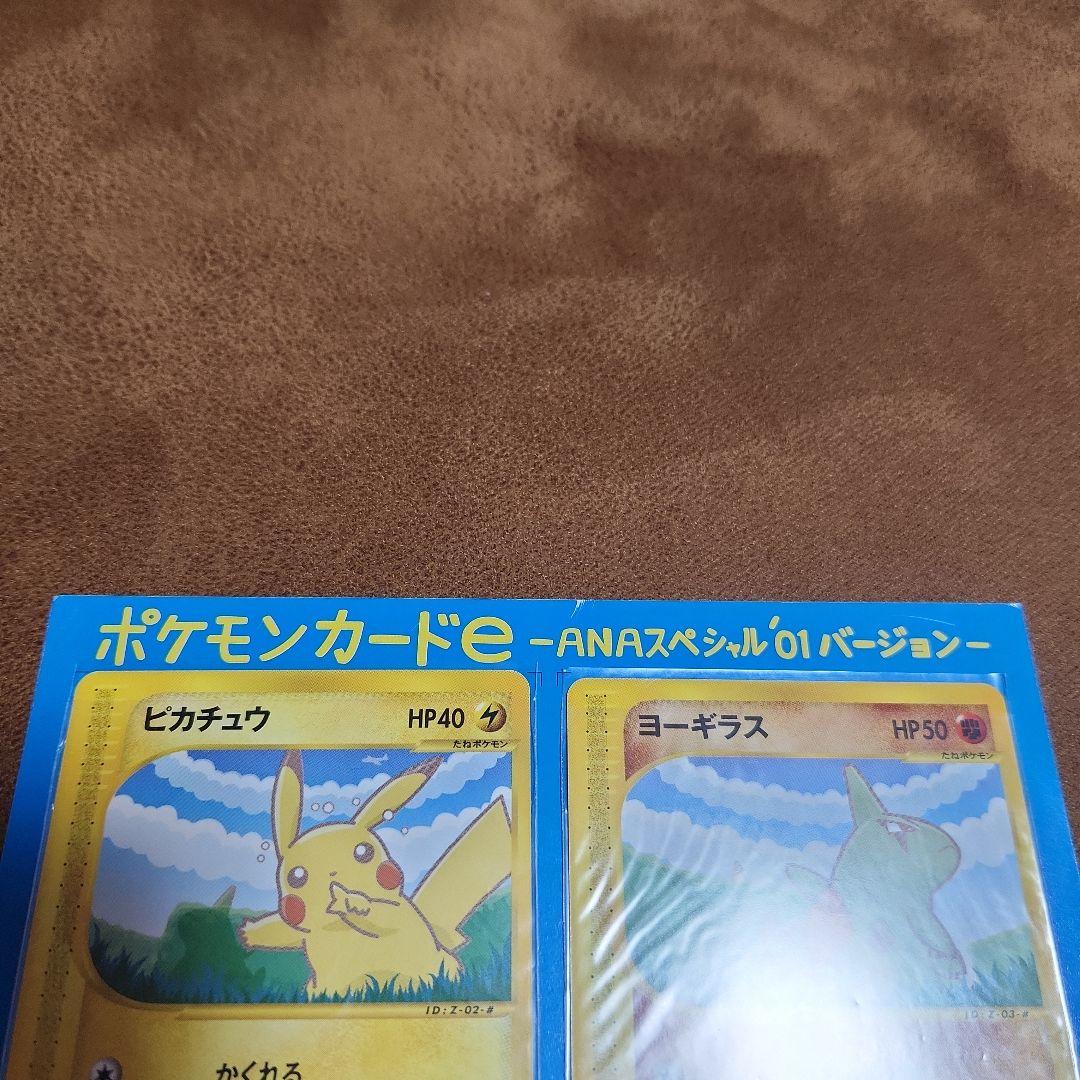 ポケモンカードe -ANAスペシャル'01バージョン-
ピカチュウ HP40
たねポケモン
ID:Z-02-#
かくれる
ヨーギラス HP50
たねポケモン
ID:Z-03-#